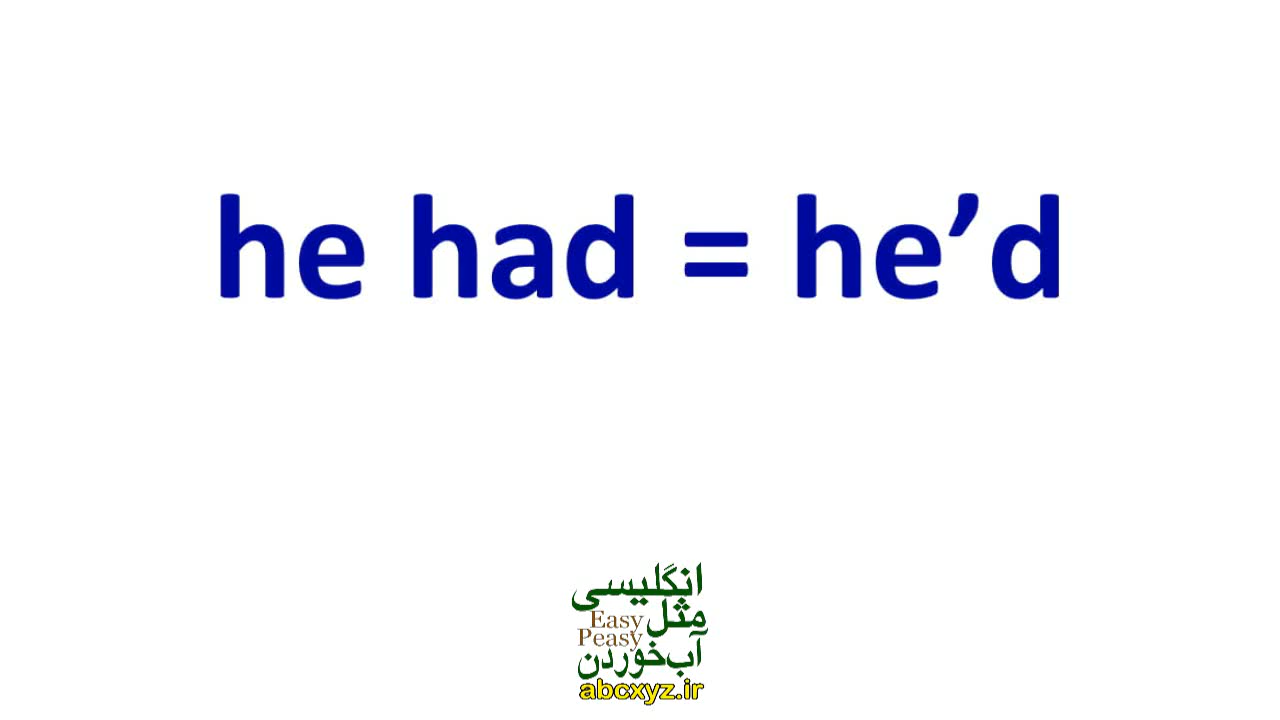 he had = he’d
انگلیسی
مثل
Easy
Peasy
آب‌خوردن
abcxyz.ir